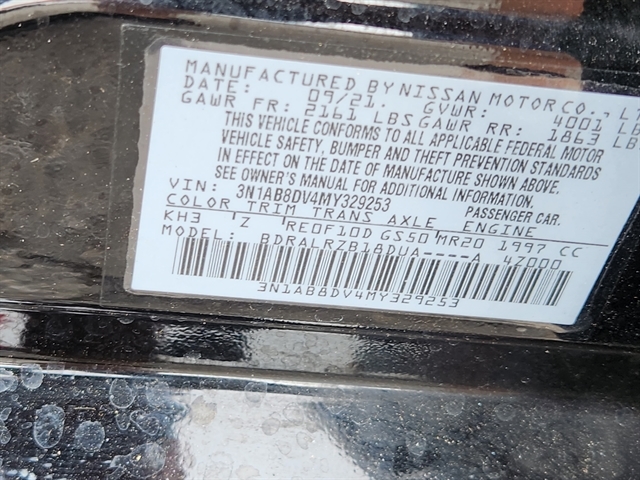 MANUFACTURED BY NISSAN MOTOR CO., LT
DATE: 09/21. GVWR: 4001 L
GAWR FR: 2161 LBS GAWR RR: 1863 LB
THIS VEHICLE CONFORMS TO ALL APPLICABLE FEDERAL MOTOR
VEHICLE SAFETY, BUMPER AND THEFT PREVENTION STANDARDS
IN EFFECT ON THE DATE OF MANUFACTURE SHOWN ABOVE.
SEE OWNER'S MANUAL FOR ADDITIONAL INFORMATION
VIN: 3N1AB8DV4MY329253 PASSENGER CAR.
COLOR TRIM TRANS AXLE ENGINE
KH3 Z RE0F10D GS50 MR20 1997 CC
MODEL: BDRALRZB18DUA----A 4Z000
3N1AB8DV4MY329253